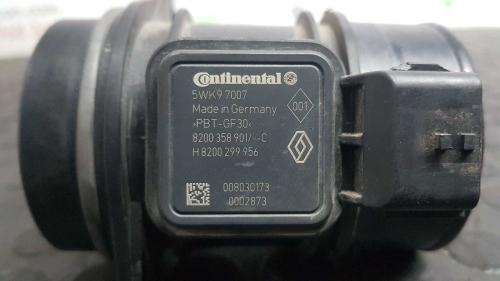 Continental
5WK9 7007
Made in Germany
001
>PBT-GF30<
8200 358 901/--C
H 8200 299 956
008030173
0002873